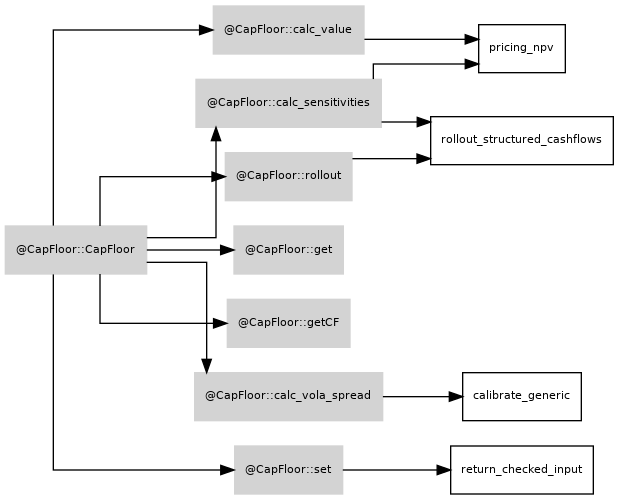 @CapFloor::calc_value
pricing_npv
@CapFloor::calc_sensitivities
rollout_structured_cashflows
@CapFloor::rollout
@CapFloor::CapFloor
@CapFloor::get
@CapFloor::getCF
@CapFloor::calc_vola_spread
calibrate_generic
@CapFloor::set
return_checked_input